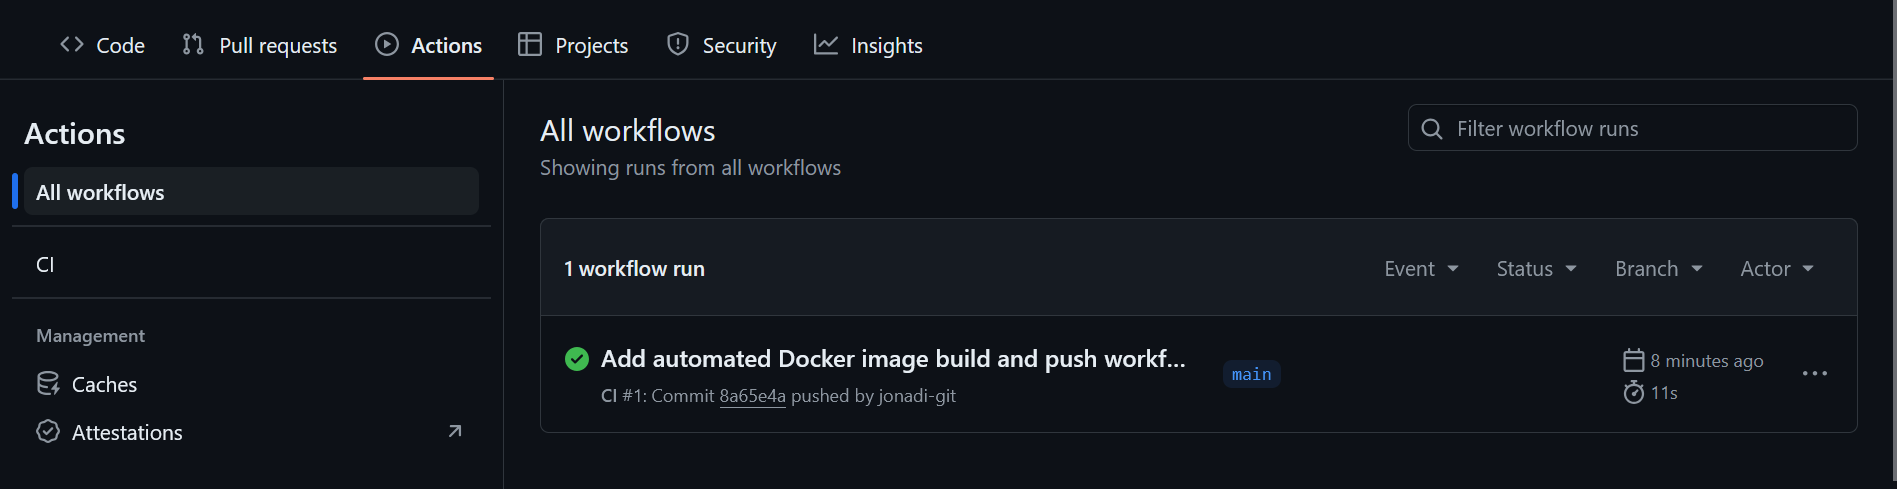 Code Pull requests Actions Projects Security Insights
Actions
All workflows
CI
Management
Caches
Attestations
All workflows
Showing runs from all workflows
Filter workflow runs
1 workflow run
Event Status Branch Actor
Add automated Docker image build and push workf...
CI #1: Commit 8a65e4a pushed by jonadi-git
main
8 minutes ago
11s